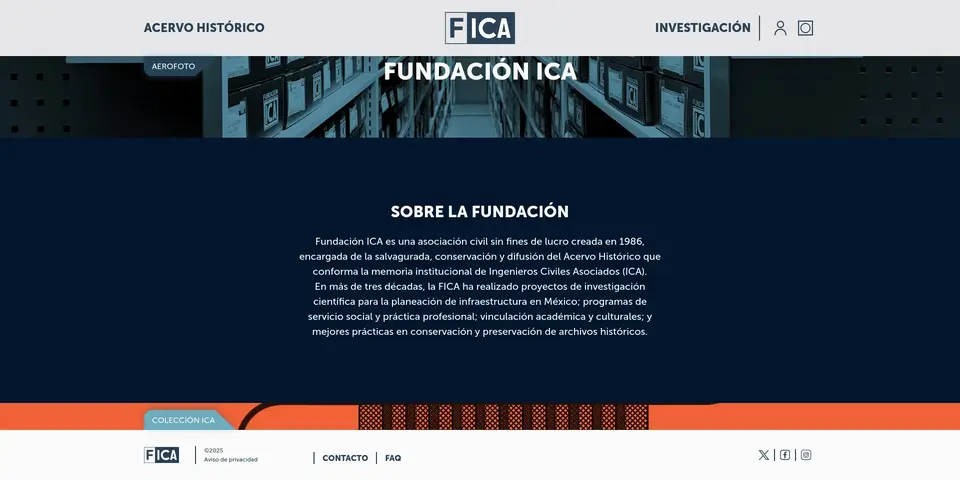 ACERVO HISTÓRICO
FICA
INVESTIGACIÓN
AEROFOTO
FUNDACIÓN ICA
SOBRE LA FUNDACIÓN
Fundación ICA es una asociación civil sin fines de lucro creada en 1986,
encargada de la salvagurada, conservación y difusión del Acervo Histórico que
conforma la memoria institucional de Ingenieros Civiles Asociados (ICA).
En más de tres décadas, la FICA ha realizado proyectos de investigación
científica para la planeación de infraestructura en México; programas de
servicio social y práctica profesional; vinculación académica y culturales; y
mejores prácticas en conservación y preservación de archivos históricos.
COLECCIÓN ICA
FICA
©2025
Aviso de privacidad
CONTACTO
FAQ